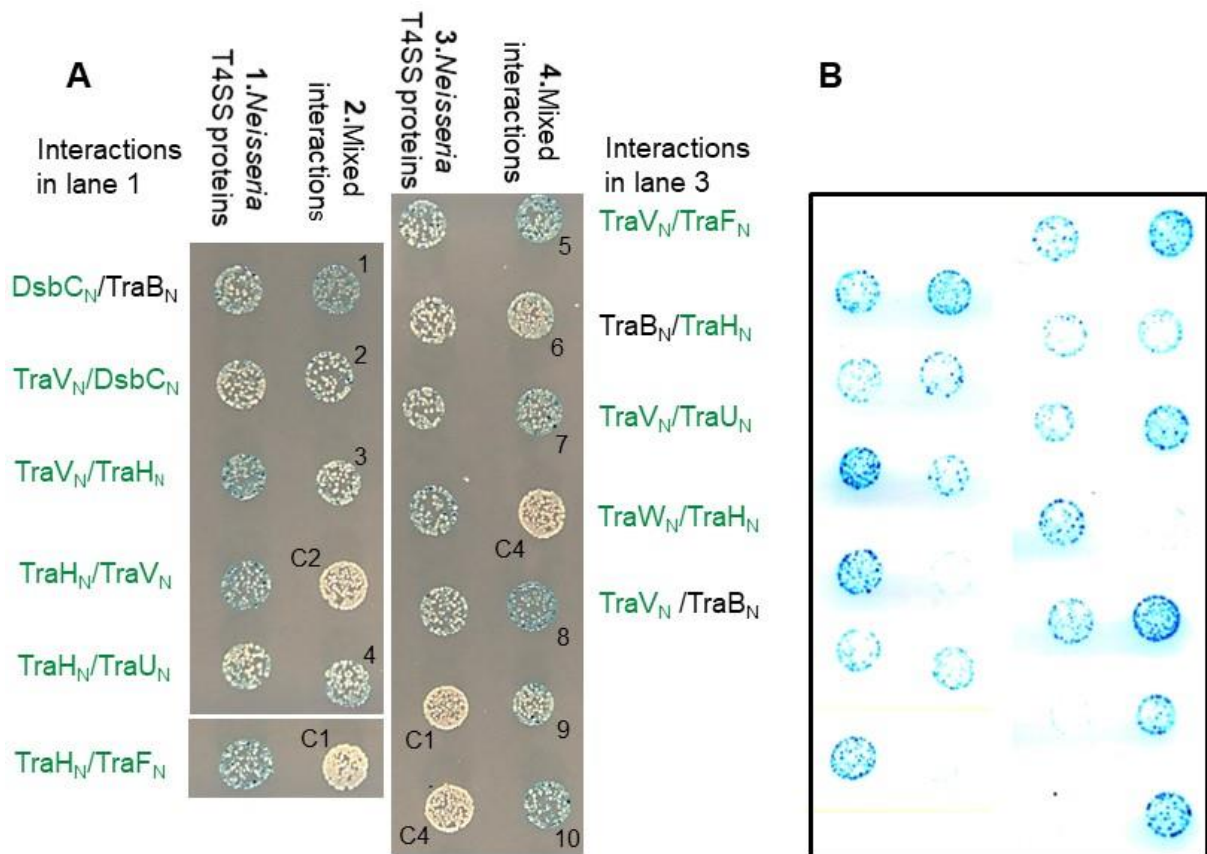 A
B
1.Neisseria
T4SS proteins
2.Mixed
interactions
3.Neisseria
T4SS proteins
4.Mixed
interactions
Interactions
in lane 1
DsbCN/TraBN
TraVN/DsbCN
TraVN/TraHN
TraHN/TraVN
TraHN/TraUN
TraHN/TraFN
1
2
3
C2
4
C1
5
6
7
C4
8
C1
9
C4
10
Interactions
in lane 3
TraVN/TraFN
TraBN/TraHN
TraVN/TraUN
TraWN/TraHN
TraVN /TraBN